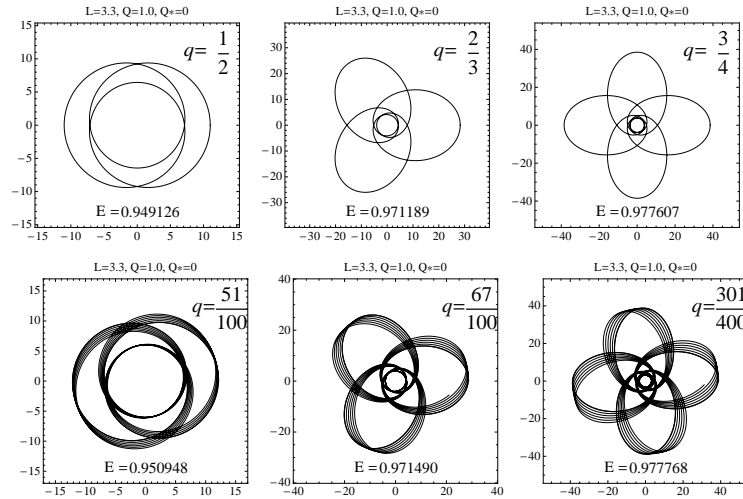 L=3.3, Q=1.0, Q*=0
q= 1/2
15
10
5
0
−5
−10
−15
E =0.949126
−15 −10 −5 0 5 10 15
L=3.3, Q=1.0, Q*=0
q= 2/3
30
20
10
0
−10
−20
−30
E =0.971189
−30 −20 −10 0 10 20 30
L=3.3, Q=1.0, Q*=0
q= 3/4
40
20
0
−20
−40
E =0.977607
−40 −20 0 20 40
L=3.3, Q=1.0, Q*=0
q= 51/100
15
10
5
0
−5
−10
−15
E =0.950948
−15 −10 −5 0 5 10 15
L=3.3, Q=1.0, Q*=0
q= 67/100
40
20
0
−20
−40
E =0.971490
−40 −20 0 20 40
L=3.3, Q=1.0, Q*=0
q= 301/400
40
20
0
−20
−40
E =0.977768
−40 −20 0 20 40